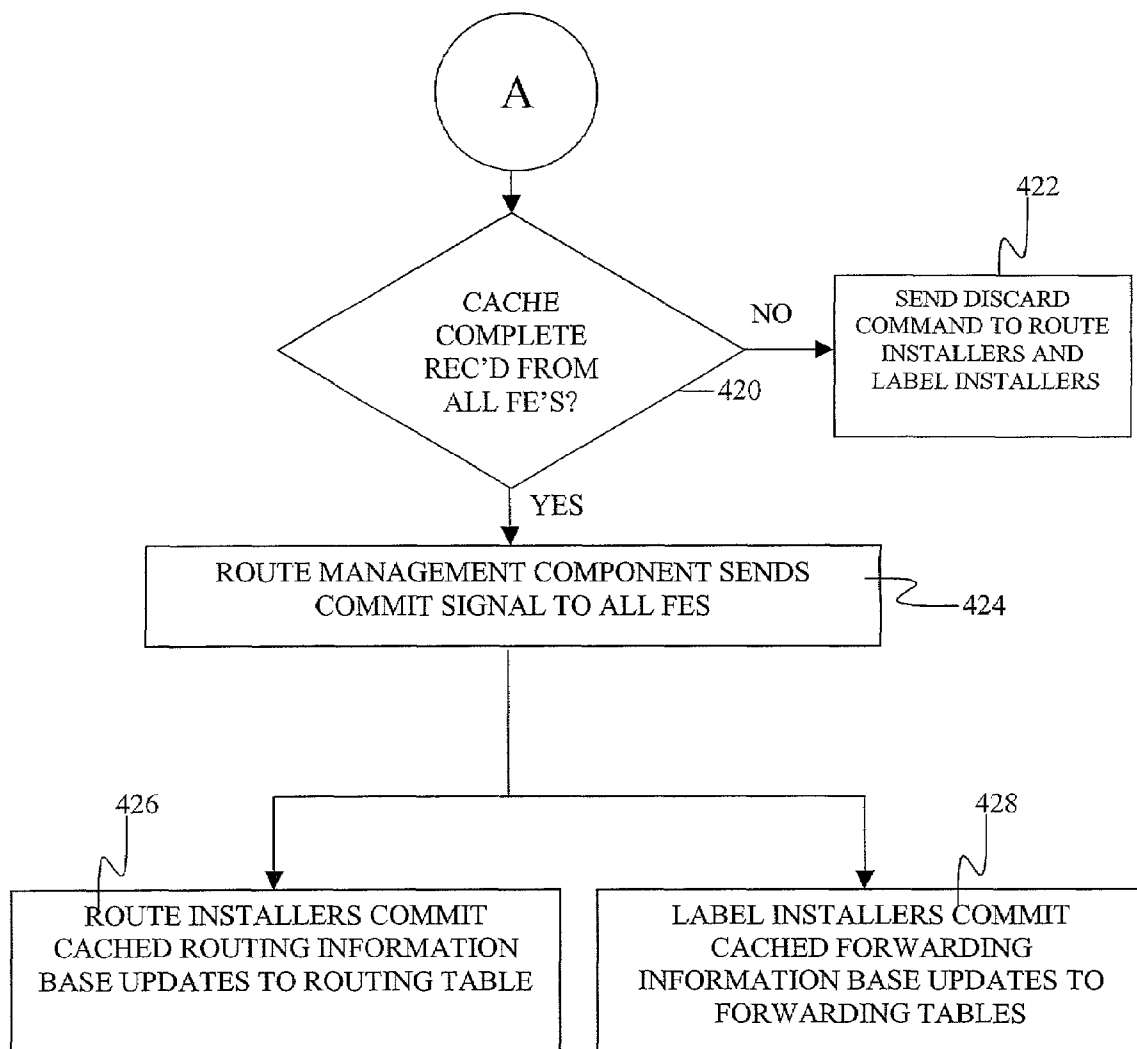 A
422
CACHE
COMPLETE
REC'D FROM
ALL FE'S?
NO
SEND DISCARD
COMMAND TO ROUTE
INSTALLERS AND
LABEL INSTALLERS
420
YES
ROUTE MANAGEMENT COMPONENT SENDS
COMMIT SIGNAL TO ALL FES
424
426
428
ROUTE INSTALLERS COMMIT
CACHED ROUTING INFORMATION
BASE UPDATES TO ROUTING TABLE
LABEL INSTALLERS COMMIT
CACHED FORWARDING
INFORMATION BASE UPDATES TO
FORWARDING TABLES